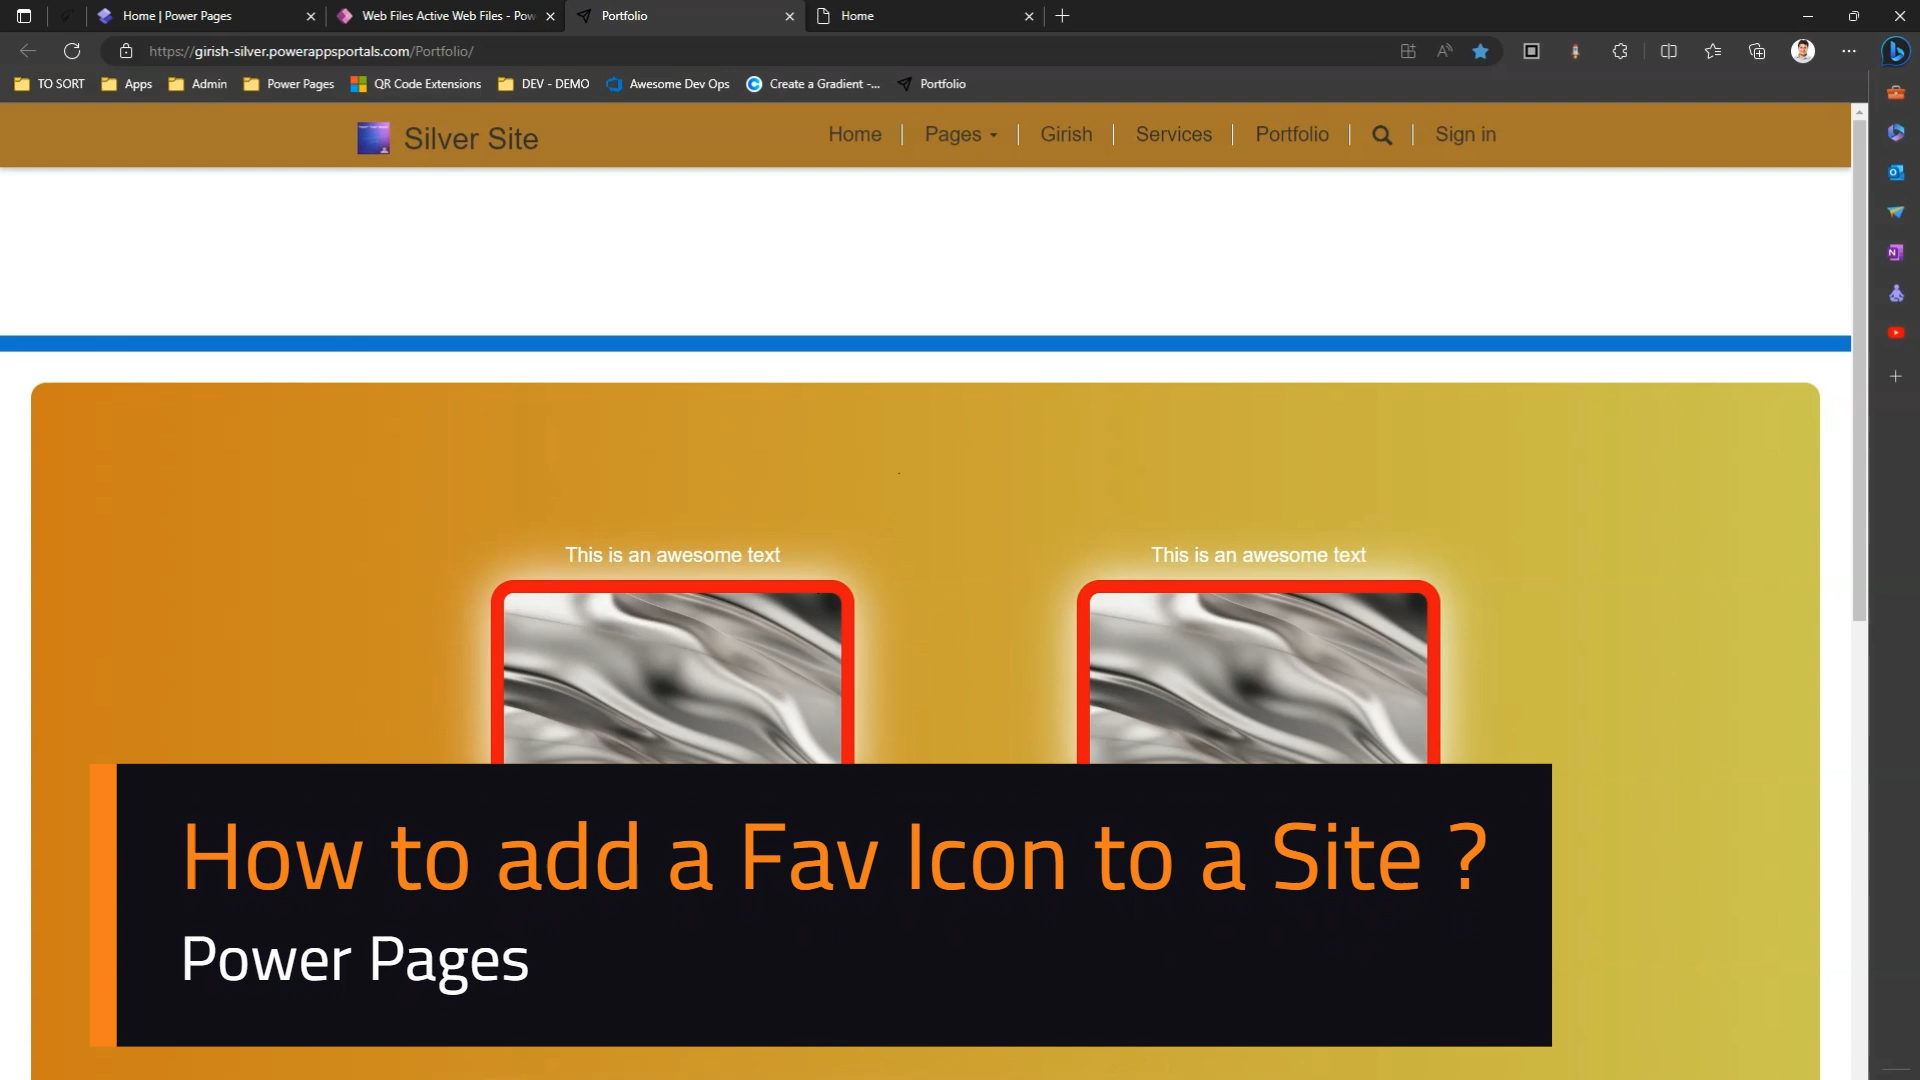 Home | Power Pages
Web Files Active Web Files - Pow
Portfolio
Home
https://girish-silver.powerappsportals.com/Portfolio/
TO SORT
Apps
Admin
Power Pages
QR Code Extensions
DEV - DEMO
Awesome Dev Ops
Create a Gradient -...
Portfolio
Silver Site
Home
Pages
Girish
Services
Portfolio
Sign in
This is an awesome text
This is an awesome text
How to add a Fav Icon to a Site ?
Power Pages